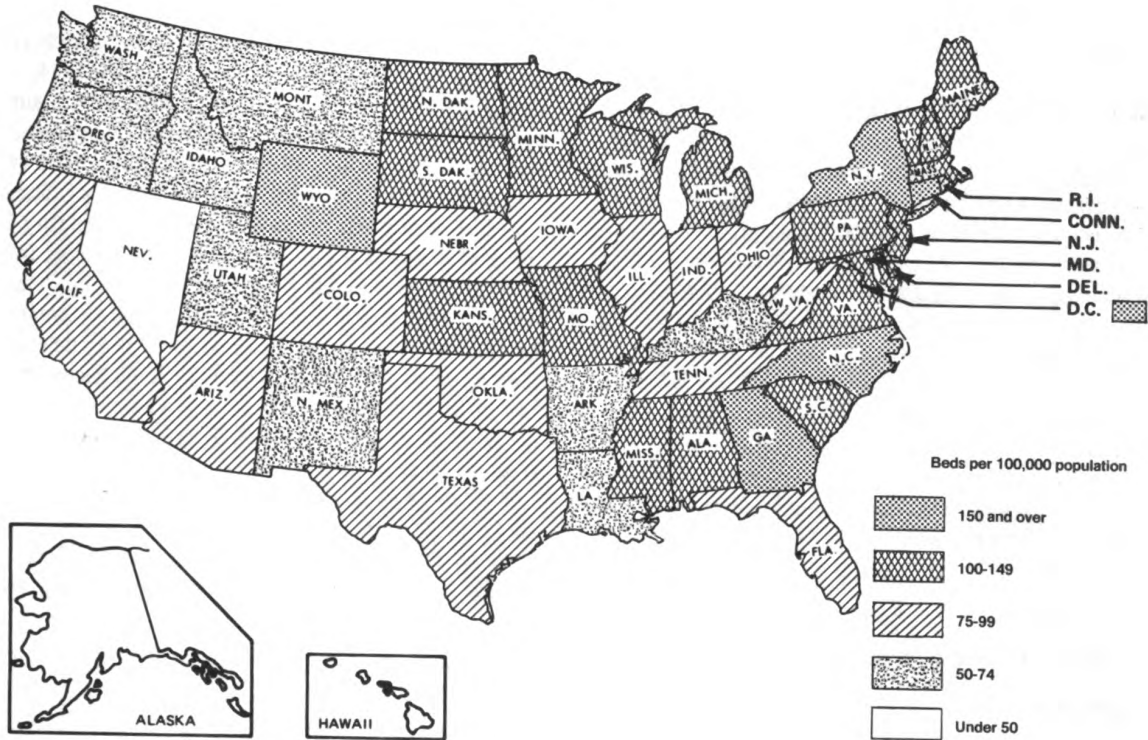 WASH.
MONT.
N. DAK.
MINN.
MAINE
OREG.
IDAHO
S. DAK.
WIS.
MICH.
VT.
N.H.
MASS.
WYO
N.Y.
R.I.
CONN.
NEV.
NEBR.
IOWA
PA.
N.J.
UTAH
ILL.
IND.
OHIO
MD.
DEL.
CALIF.
COLO.
KANS.
MO.
W. VA.
VA.
D.C.
KY.
ARIZ.
N. MEX
OKLA.
ARK
TENN.
N.C.
S.C.
MISS.
ALA.
GA
TEXAS
LA.
FLA.
ALASKA
HAWAII
Beds per 100,000 population
150 and over
100-149
75-99
50-74
Under 50